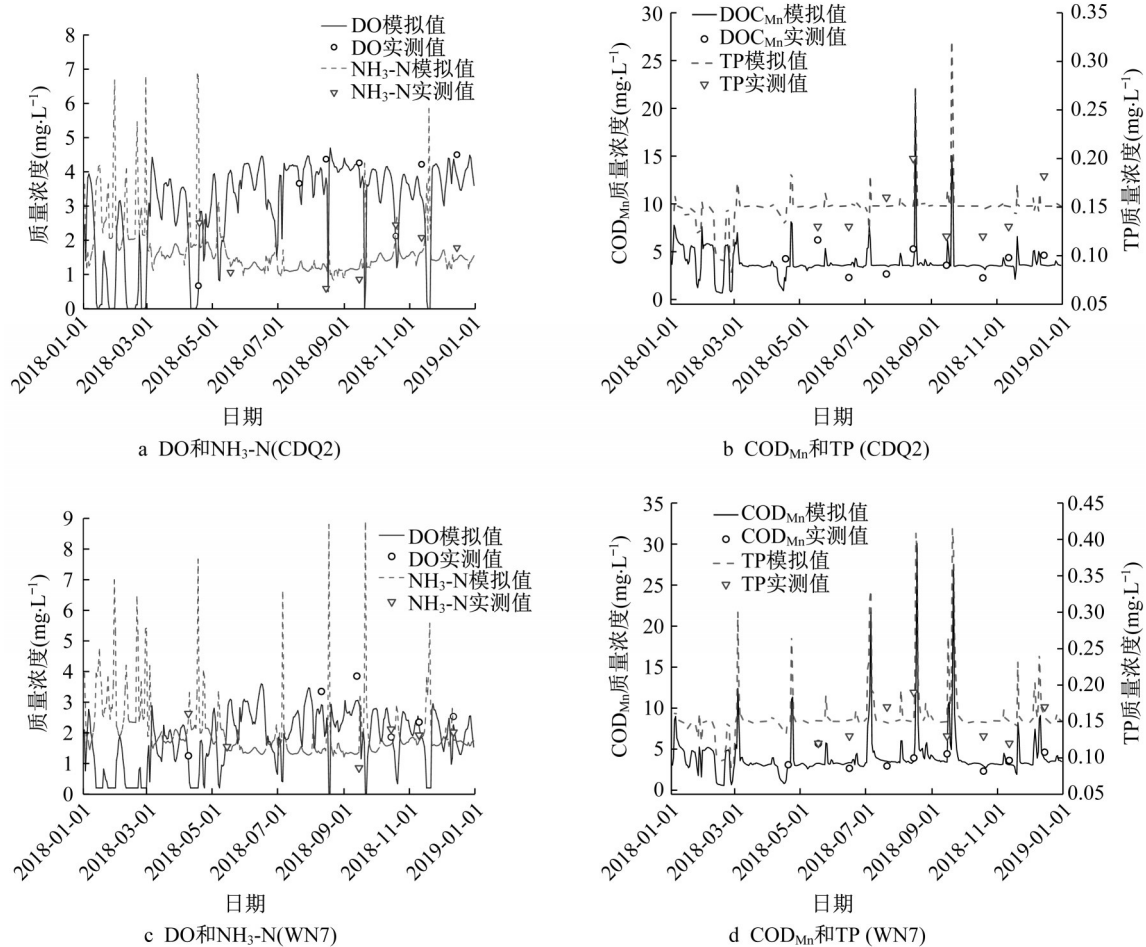 DO模拟值
DO实测值
NH₃-N模拟值
NH₃-N实测值
质量浓度(mg·L⁻¹)
8
7
6
5
4
3
2
1
0
2018-01-01
2018-03-01
2018-05-01
2018-07-01
2018-09-01
2018-11-01
2019-01-01
日期
a DO和NH₃-N(CDQ2)
DOCMn模拟值
DOCMn实测值
TP模拟值
TP实测值
CODMn质量浓度(mg·L⁻¹)
30
25
20
15
10
5
0
TP质量浓度(mg·L⁻¹)
0.35
0.30
0.25
0.20
0.15
0.10
0.05
2018-01-01
2018-03-01
2018-05-01
2018-07-01
2018-09-01
2018-11-01
2019-01-01
日期
b CODMn和TP (CDQ2)
DO模拟值
DO实测值
NH₃-N模拟值
NH₃-N实测值
质量浓度(mg·L⁻¹)
9
8
7
6
5
4
3
2
1
0
2018-01-01
2018-03-01
2018-05-01
2018-07-01
2018-09-01
2018-11-01
2019-01-01
日期
c DO和NH₃-N(WN7)
CODMn模拟值
CODMn实测值
TP模拟值
TP实测值
CODMn质量浓度(mg·L⁻¹)
35
30
25
20
15
10
5
0
TP质量浓度(mg·L⁻¹)
0.45
0.40
0.35
0.30
0.25
0.20
0.15
0.10
0.05
2018-01-01
2018-03-01
2018-05-01
2018-07-01
2018-09-01
2018-11-01
2019-01-01
日期
d CODMn和TP (WN7)